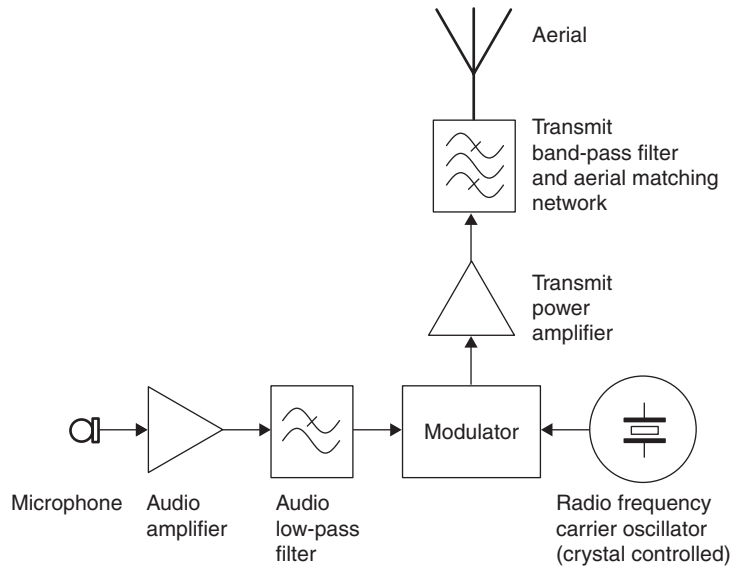 Aerial
Transmit
band-pass filter
and aerial matching
network
Transmit
power
amplifier
Modulator
Microphone
Audio
amplifier
Audio
low-pass
filter
Radio frequency
carrier oscillator
(crystal controlled)